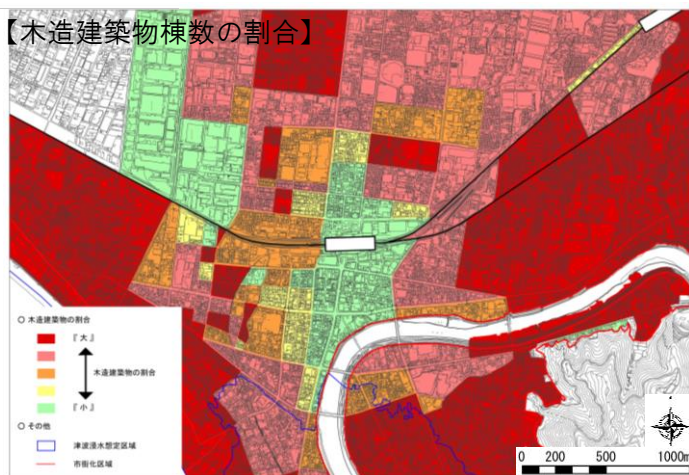 【木造建築物棟数の割合】
○ 木造建築物の割合
『 大 』
木造建築物の割合
『 小 』
○ その他
津波浸水想定区域
市街化区域
0 200 500 1000m